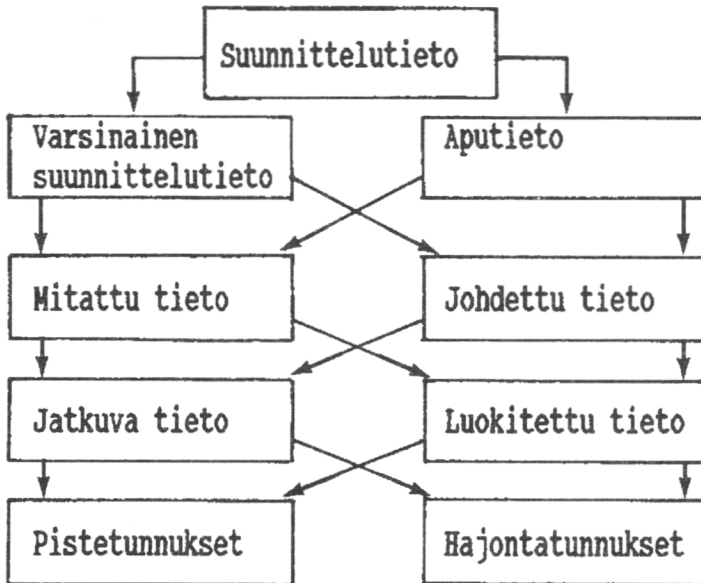 Suunnittelutieto
Varsinainen
suunnittelutieto
Aputieto
Mitattu tieto
Johdettu tieto
Jatkuva tieto
Luokitettu tieto
Pistetunnukset
Hajontatunnukset